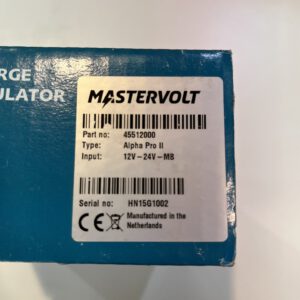 RGE
ULATOR
MASTERVOLT
Part no: 45512000
Type: Alpha Pro II
Input: 12V-24V-MB
Serial no: HN15G1002
CE
Manufactured in the
Netherlands